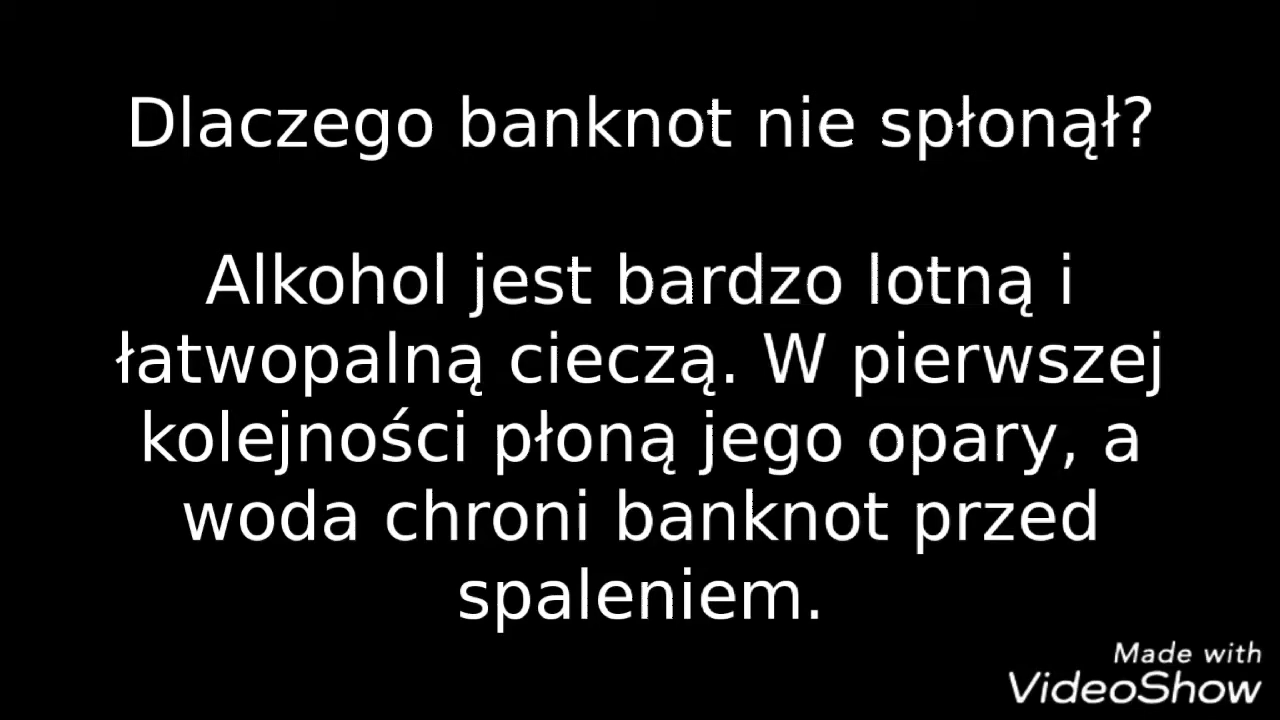 Dlaczego banknot nie spłonął?
Alkohol jest bardzo lotną i
łatwopalną cieczą. W pierwszej
kolejności płoną jego opary, a
woda chroni banknot przed
spaleniem.
Made with
VideoShow